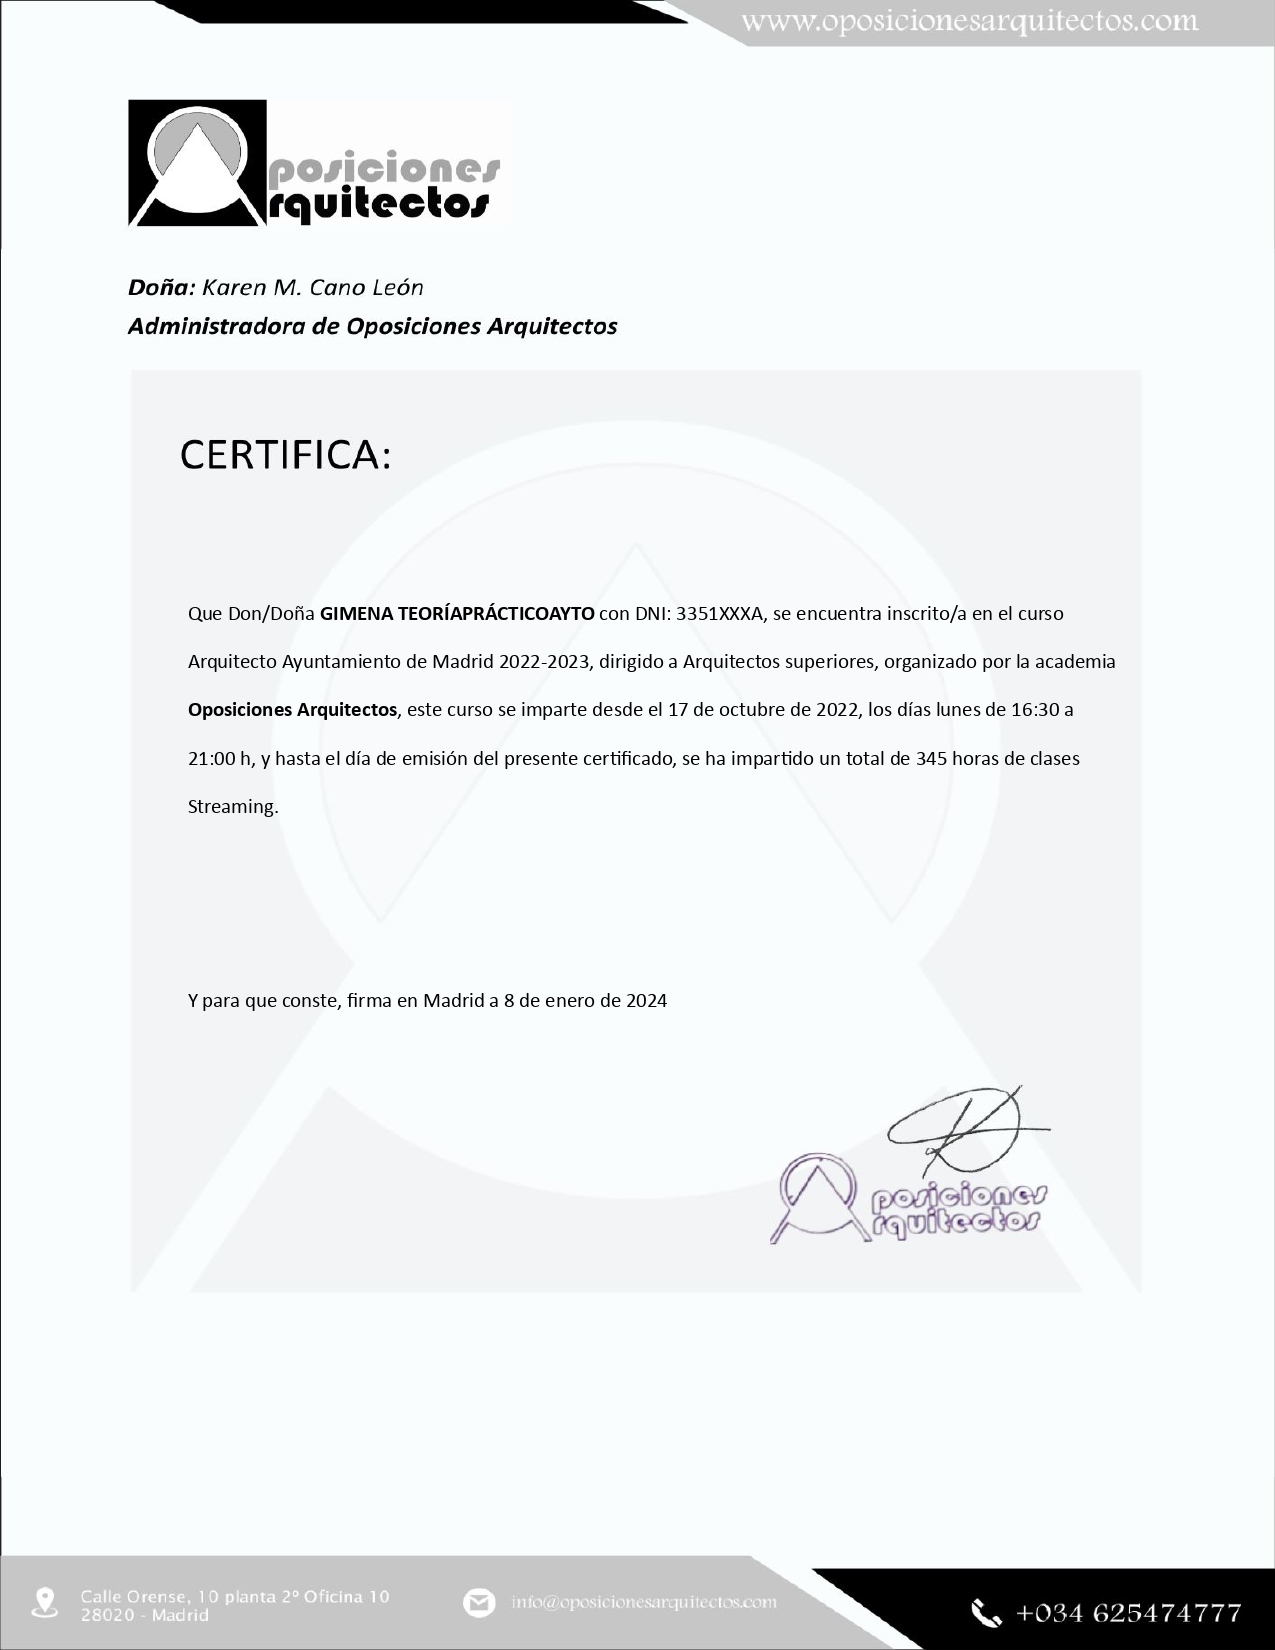 www.oposicionesarquitectos.com
posiciones
rquitectos
Doña: Karen M. Cano León
Administradora de Oposiciones Arquitectos
CERTIFICA:
Que Don/Doña GIMENA TEORÍAPRÁCTICOAYTO con DNI: 3351XXXA, se encuentra inscrito/a en el curso
Arquitecto Ayuntamiento de Madrid 2022-2023, dirigido a Arquitectos superiores, organizado por la academia
Oposiciones Arquitectos, este curso se imparte desde el 17 de octubre de 2022, los días lunes de 16:30 a
21:00 h, y hasta el día de emisión del presente certificado, se ha impartido un total de 345 horas de clases
Streaming.
Y para que conste, firma en Madrid a 8 de enero de 2024
posiciones
rquitectos
Calle Orense, 10 planta 2º Oficina 10
28020 - Madrid
info@oposicionesarquitectos.com
+034 625474777